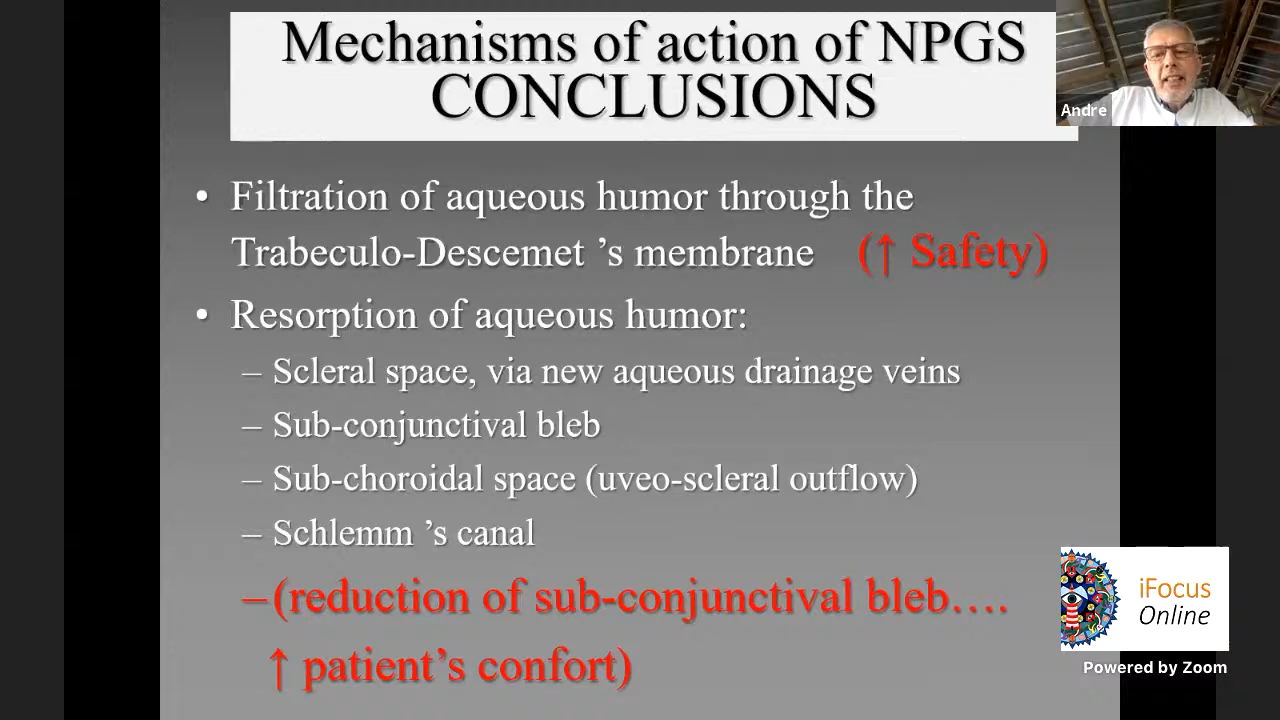 Mechanisms of action of NPGS
CONCLUSIONS
Andre
• Filtration of aqueous humor through the
Trabeculo-Descemet ’s membrane (↑ Safety)
• Resorption of aqueous humor:
– Scleral space, via new aqueous drainage veins
– Sub-conjunctival bleb
– Sub-choroidal space (uveo-scleral outflow)
– Schlemm ’s canal
– (reduction of sub-conjunctival bleb….
↑ patient’s confort)
iFocus
Online
Powered by Zoom